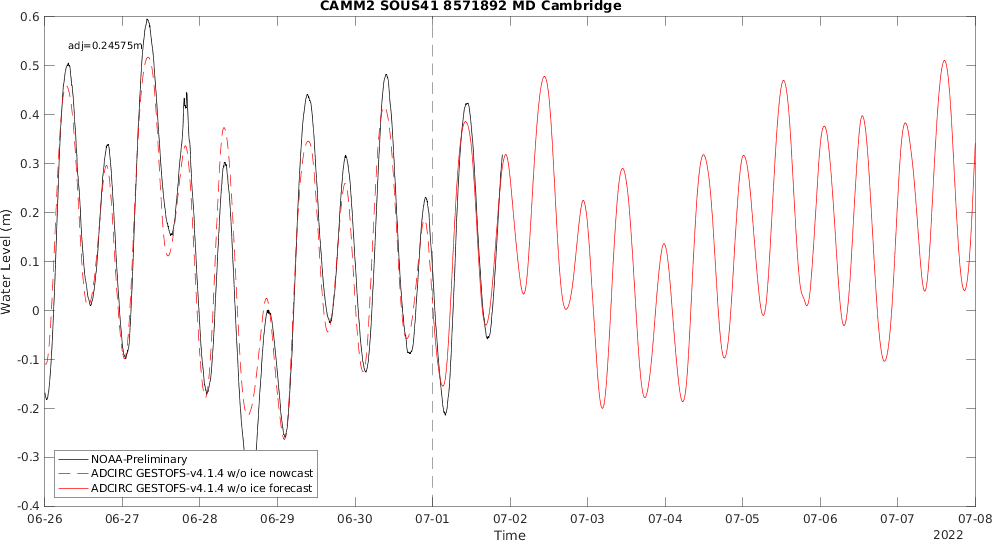 CAMM2 SOUS41 8571892 MD Cambridge
adj=0.24575m
Water Level (m)
0.6
0.5
0.4
0.3
0.2
0.1
0
-0.1
-0.2
-0.3
-0.4
NOAA-Preliminary
ADCIRC GESTOFS-v4.1.4 w/o ice nowcast
ADCIRC GESTOFS-v4.1.4 w/o ice forecast
06-26 06-27 06-28 06-29 06-30 07-01 07-02 07-03 07-04 07-05 07-06 07-07 07-08
Time
2022